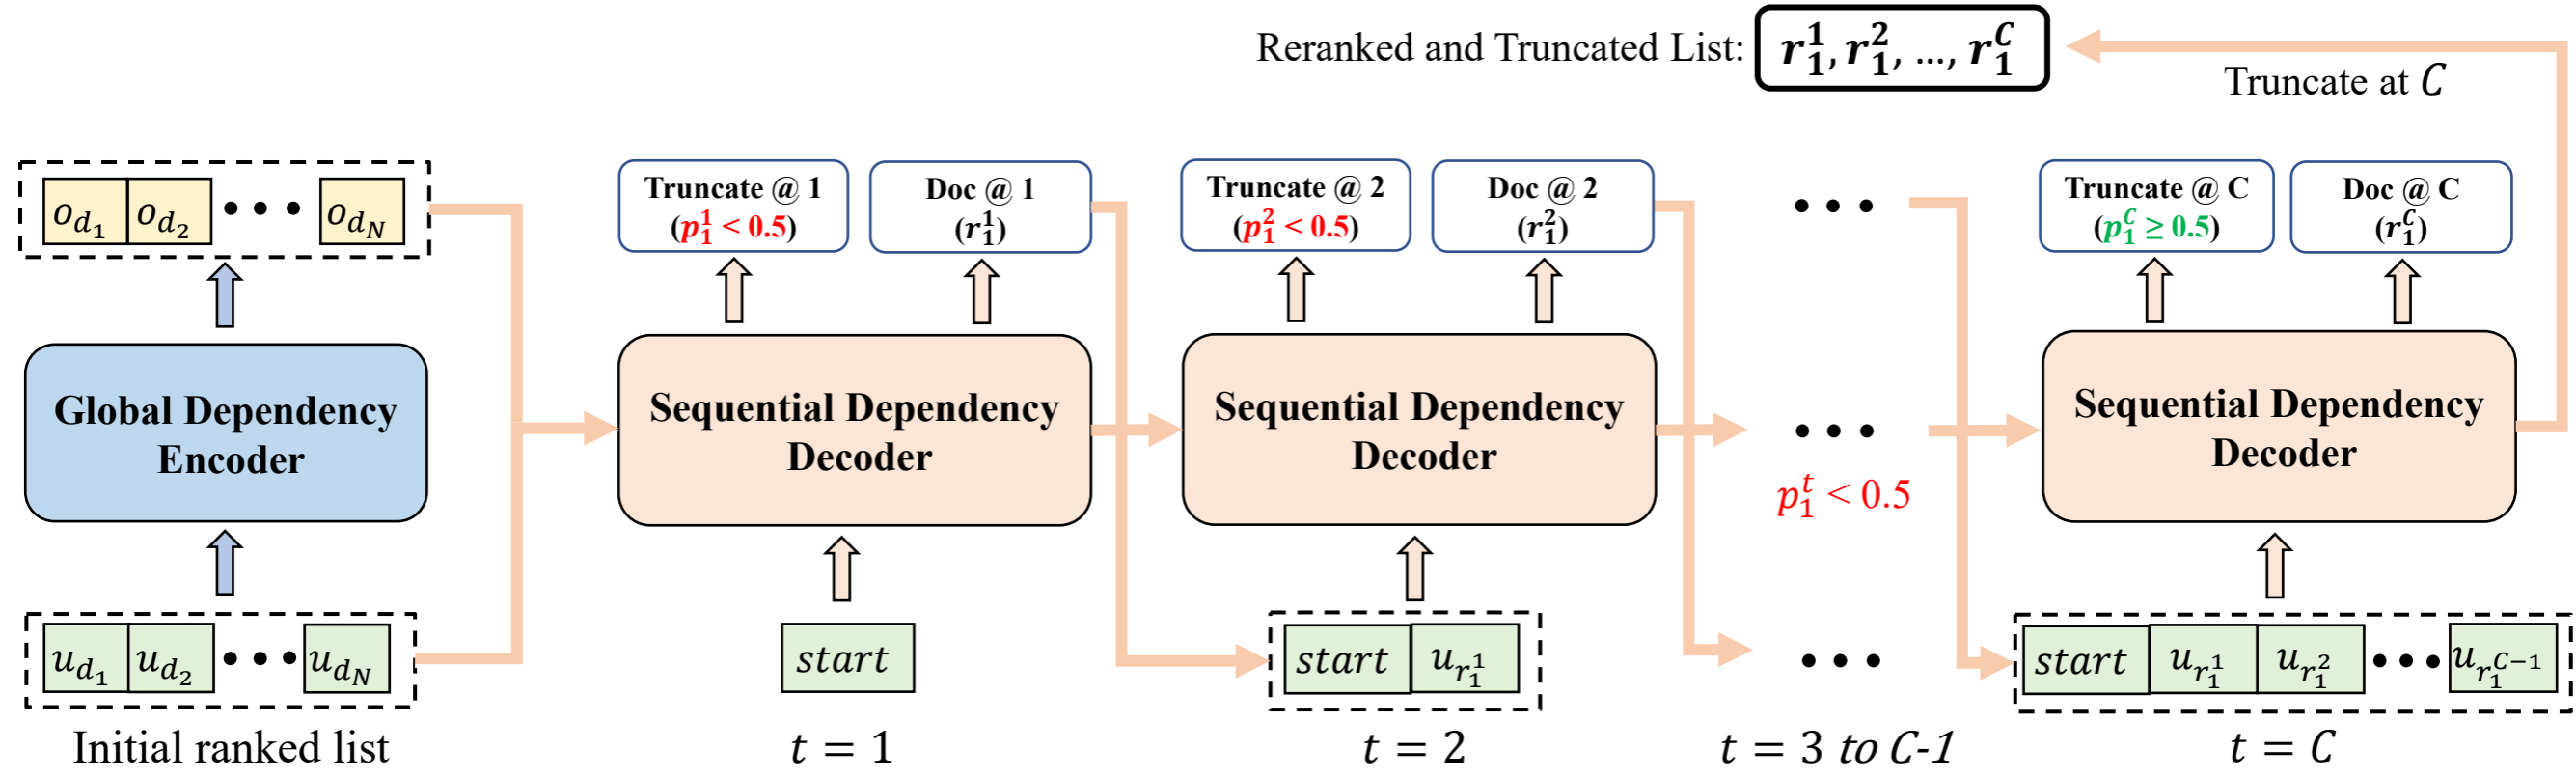 Reranked and Truncated List: r_1^1, r_1^2, ..., r_1^C
Truncate at C
o_{d_1} o_{d_2} ••• o_{d_N}
Truncate @ 1
(p_1^1 < 0.5)
Doc @ 1
(r_1^1)
Truncate @ 2
(p_1^2 < 0.5)
Doc @ 2
(r_1^2)
•••
Truncate @ C
(p_1^C ≥ 0.5)
Doc @ C
(r_1^C)
Global Dependency
Encoder
Sequential Dependency
Decoder
Sequential Dependency
Decoder
•••
p_1^t < 0.5
Sequential Dependency
Decoder
u_{d_1} u_{d_2} ••• u_{d_N}
start
start u_{r_1^1}
•••
start u_{r_1^1} u_{r_1^2} ••• u_{r_1^{C-1}}
Initial ranked list
t = 1
t = 2
t = 3 to C-1
t = C